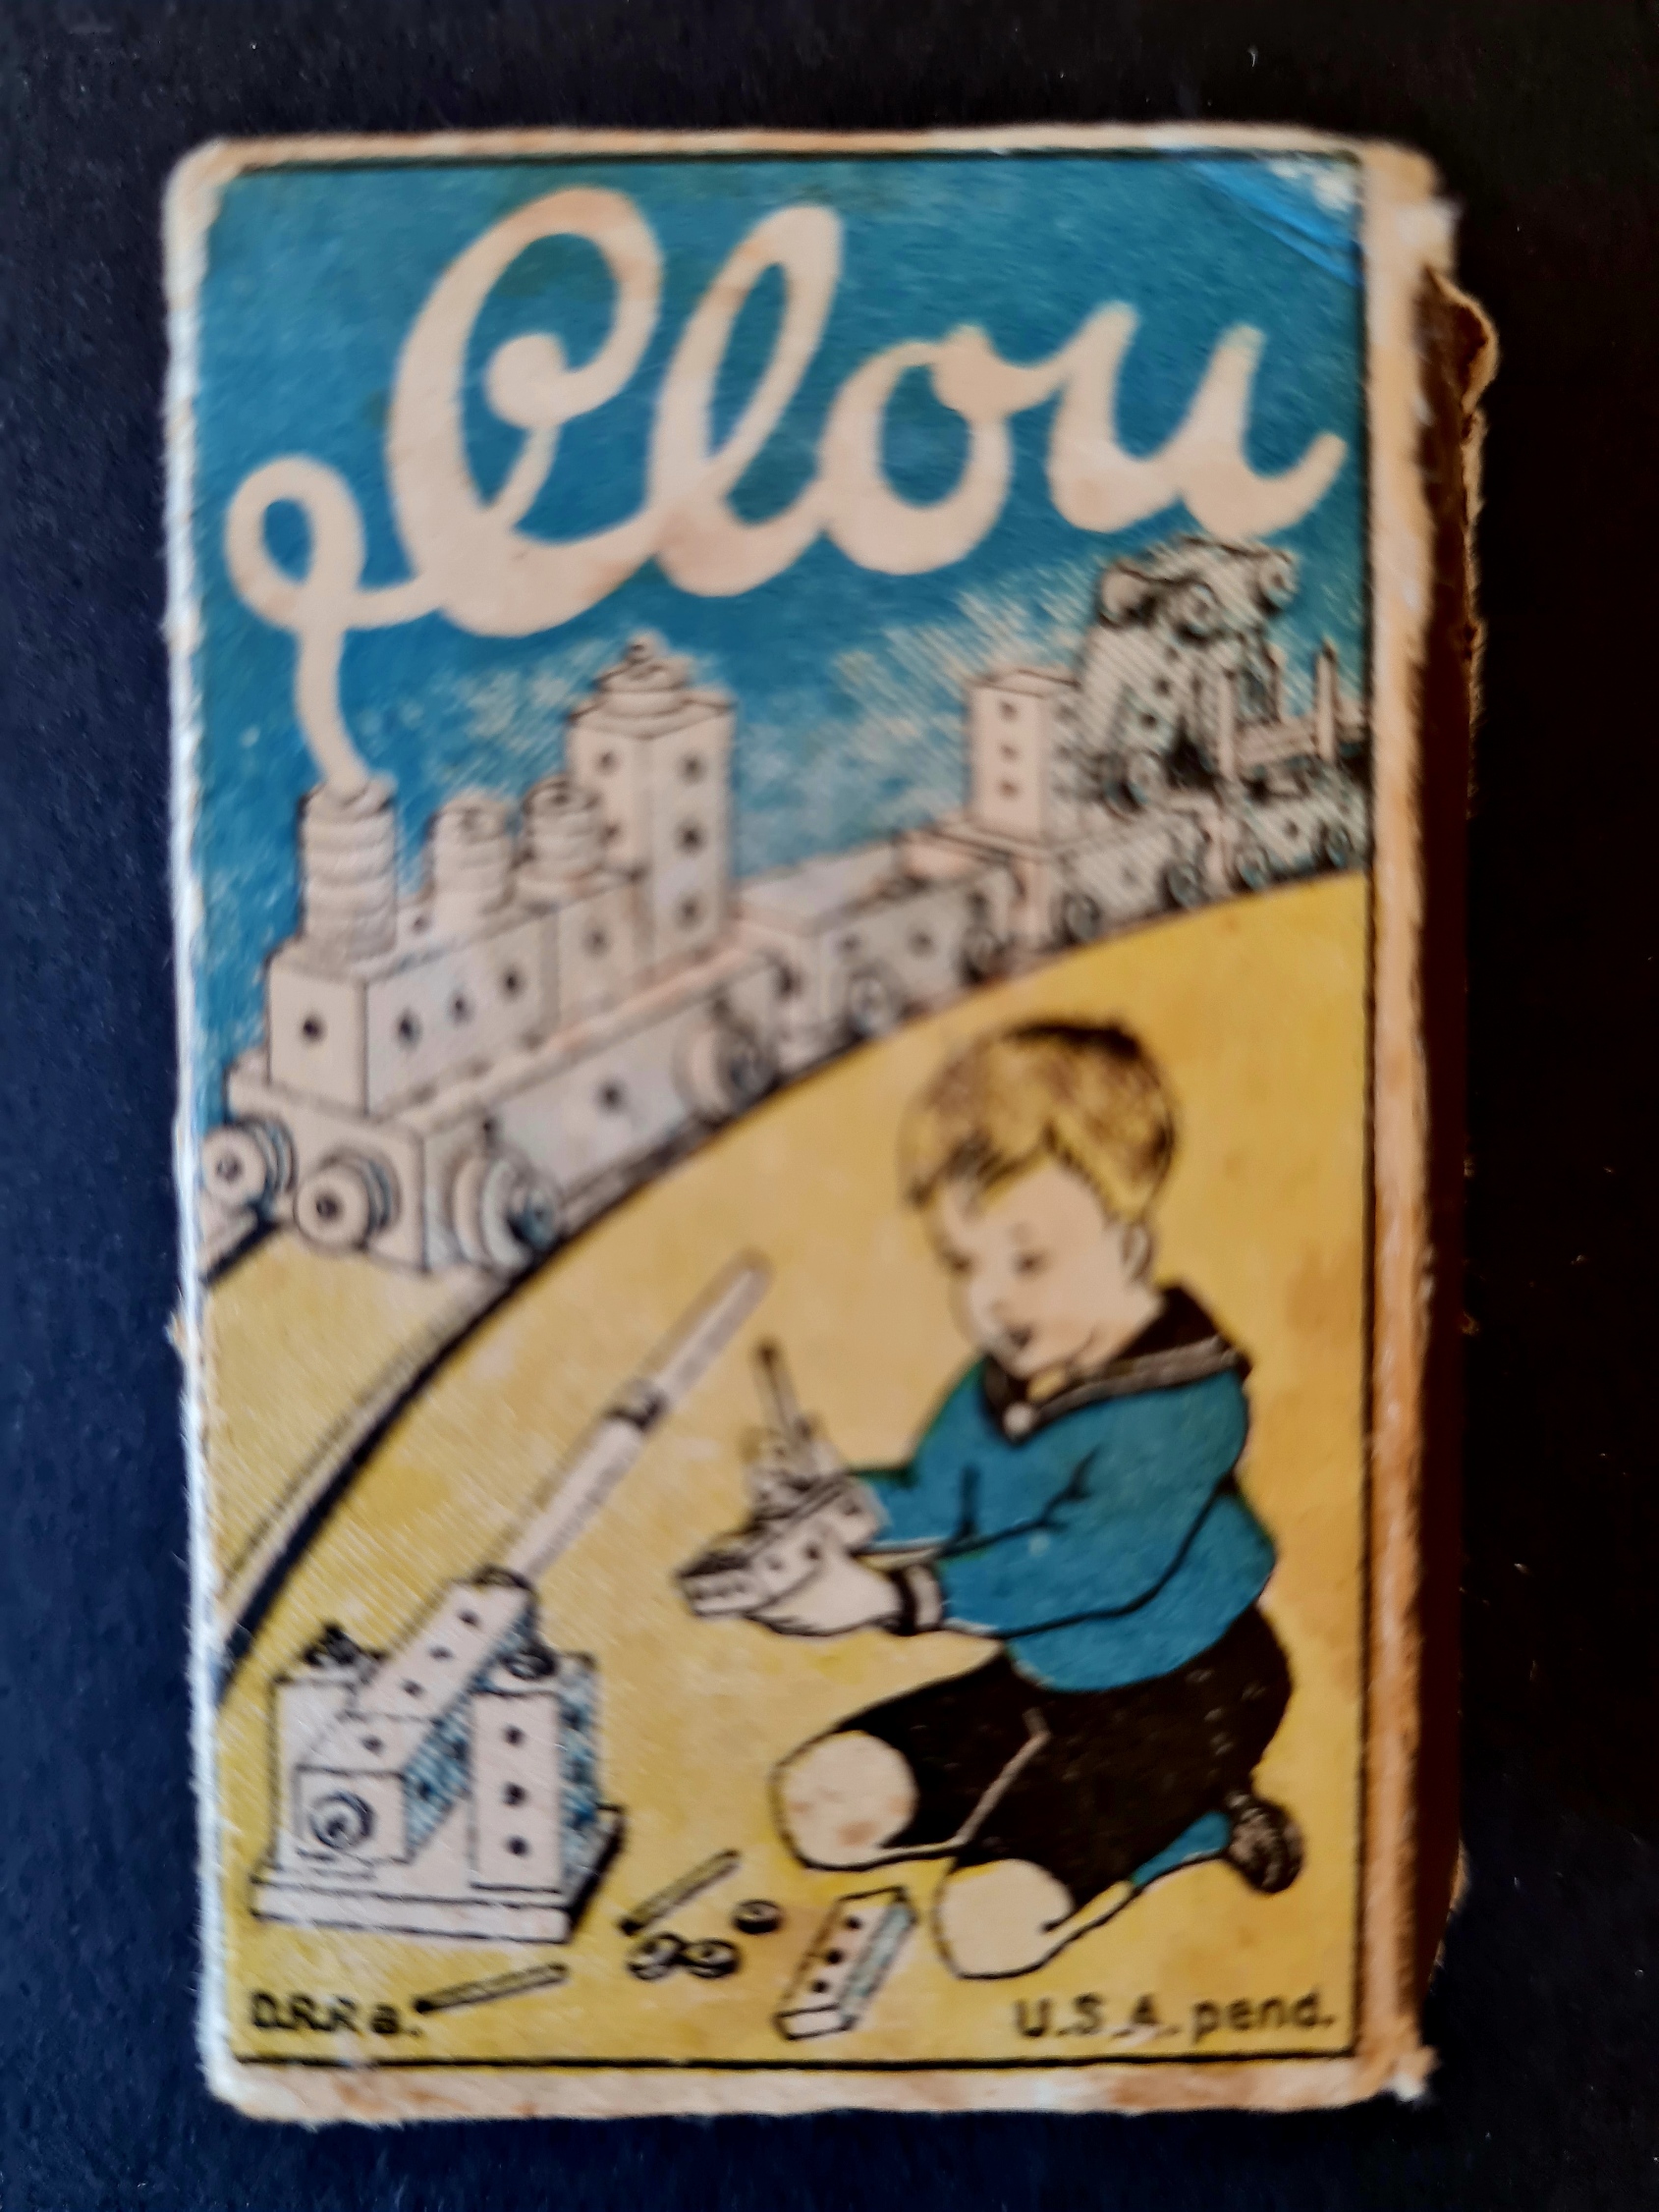 Clou
D.R.P. a.
U.S.A. pend.